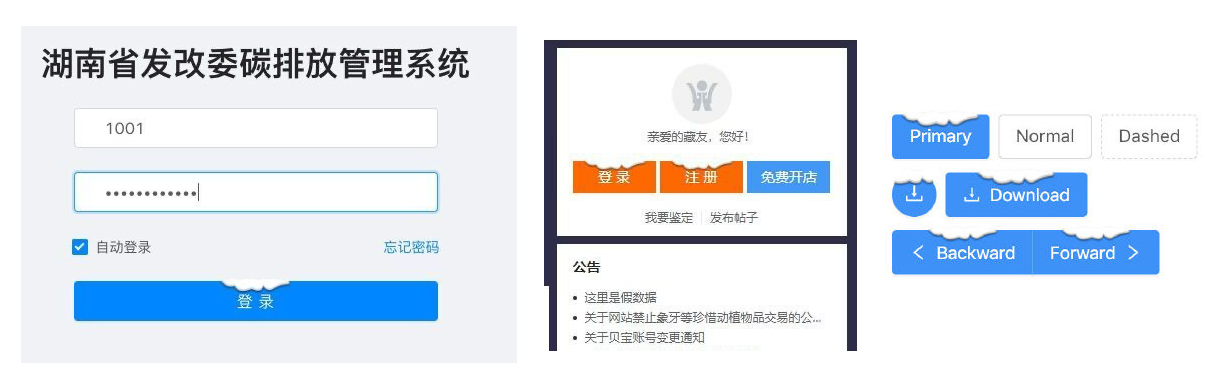 湖南省发改委碳排放管理系统
1001
••••••••••••
自动登录
忘记密码
登 录
亲爱的藏友，您好！
登 录
注 册
免费开店
我要鉴定 | 发布帖子
公告
• 这里是假数据
• 关于网站禁止象牙等珍惜动植物品交易的公...
• 关于贝宝账号变更通知
Primary
Normal
Dashed
Download
Backward
Forward